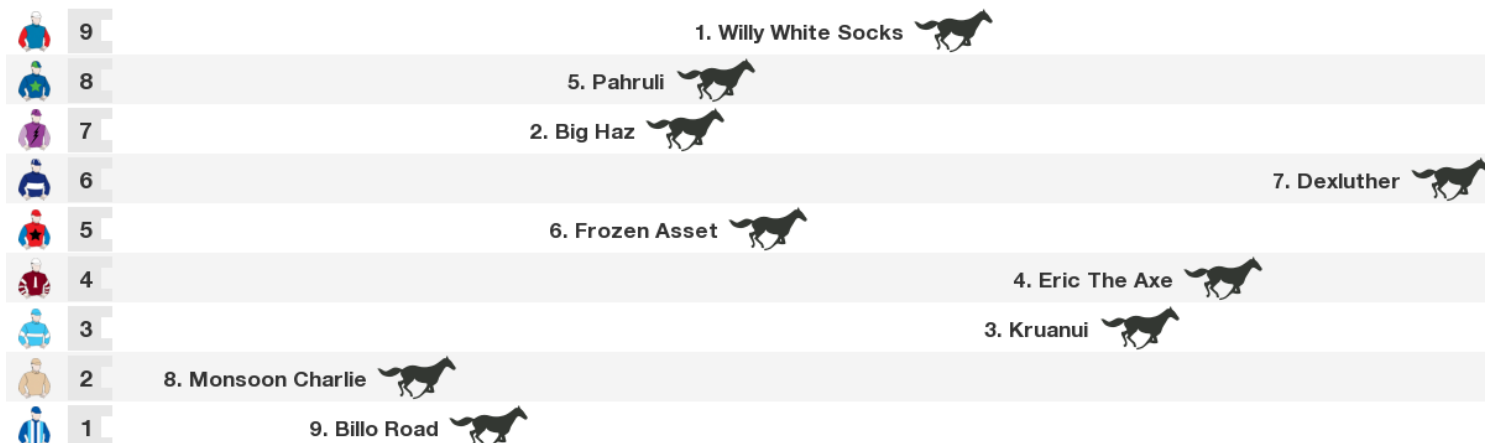 9 1. Willy White Socks
8 5. Pahruli
7 2. Big Haz
6 7. Dexluther
5 6. Frozen Asset
4 4. Eric The Axe
3 3. Kruanui
2 8. Monsoon Charlie
1 9. Billo Road